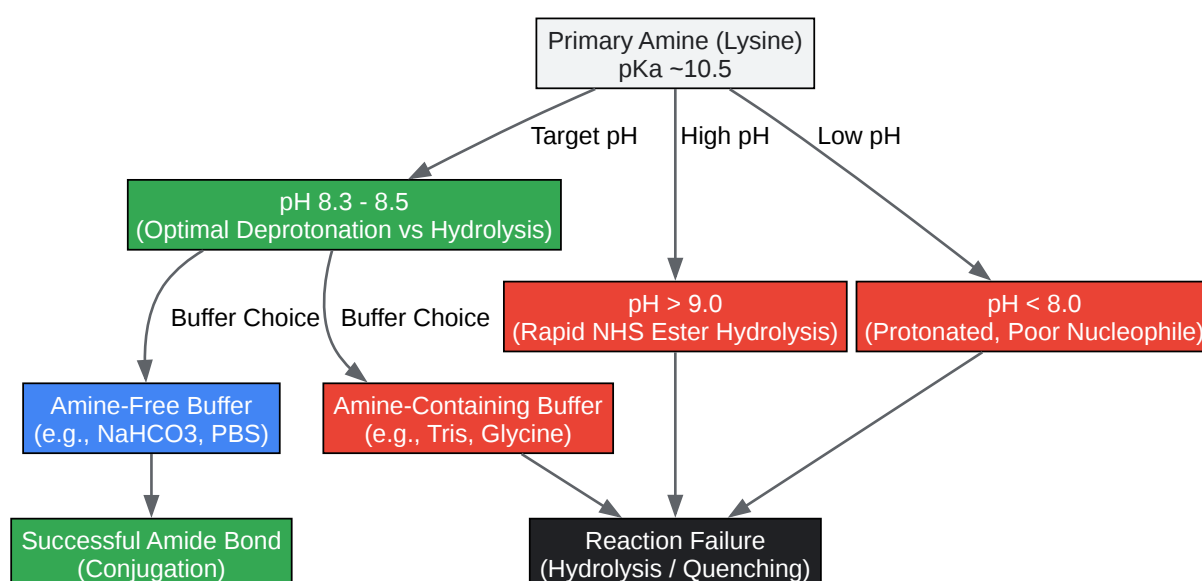 Primary Amine (Lysine)
pKa ~10.5
Target pH
High pH
Low pH
pH 8.3 - 8.5
(Optimal Deprotonation vs Hydrolysis)
pH > 9.0
(Rapid NHS Ester Hydrolysis)
pH < 8.0
(Protonated, Poor Nucleophile)
Buffer Choice
Buffer Choice
Amine-Free Buffer
(e.g., NaHCO3, PBS)
Amine-Containing Buffer
(e.g., Tris, Glycine)
Successful Amide Bond
(Conjugation)
Reaction Failure
(Hydrolysis / Quenching)